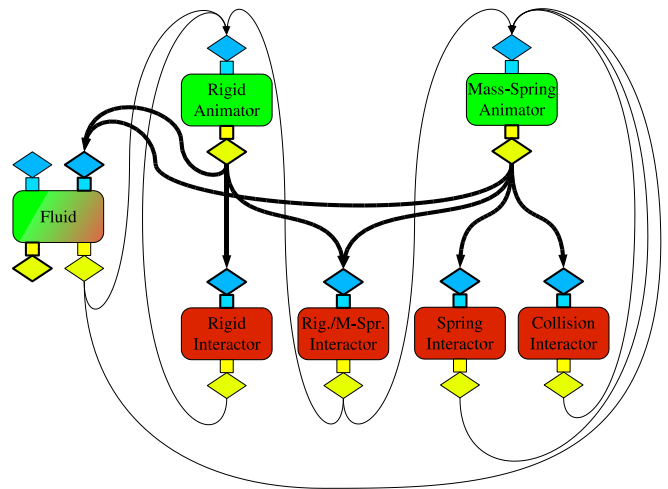 Rigid
Animator
Mass-Spring
Animator
Fluid
Rigid
Interactor
Rig./M-Spr.
Interactor
Spring
Interactor
Collision
Interactor